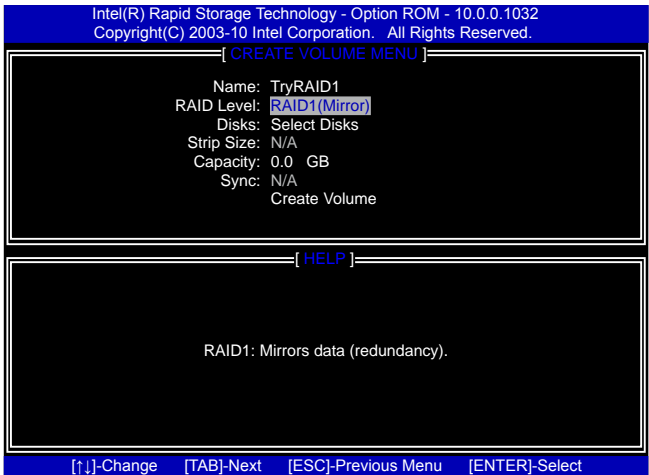 Intel(R) Rapid Storage Technology - Option ROM - 10.0.0.1032
Copyright(C) 2003-10 Intel Corporation. All Rights Reserved.
[ CREATE VOLUME MENU ]
Name: TryRAID1
RAID Level: RAID1(Mirror)
Disks: Select Disks
Strip Size: N/A
Capacity: 0.0 GB
Sync: N/A
Create Volume
[ HELP ]
RAID1: Mirrors data (redundancy).
[↑↓]-Change [TAB]-Next [ESC]-Previous Menu [ENTER]-Select